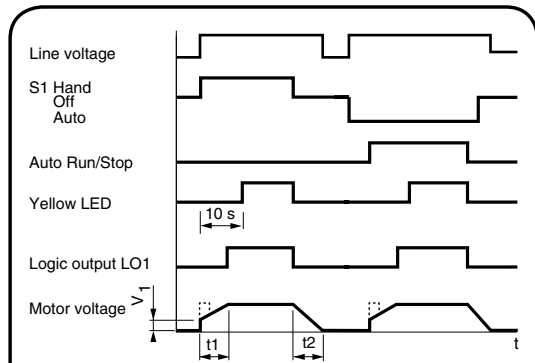 Line voltage
S1 Hand
Off
Auto
Auto Run/Stop
Yellow LED
10 s
Logic output LO1
Motor voltage
V1
t1
t2
t